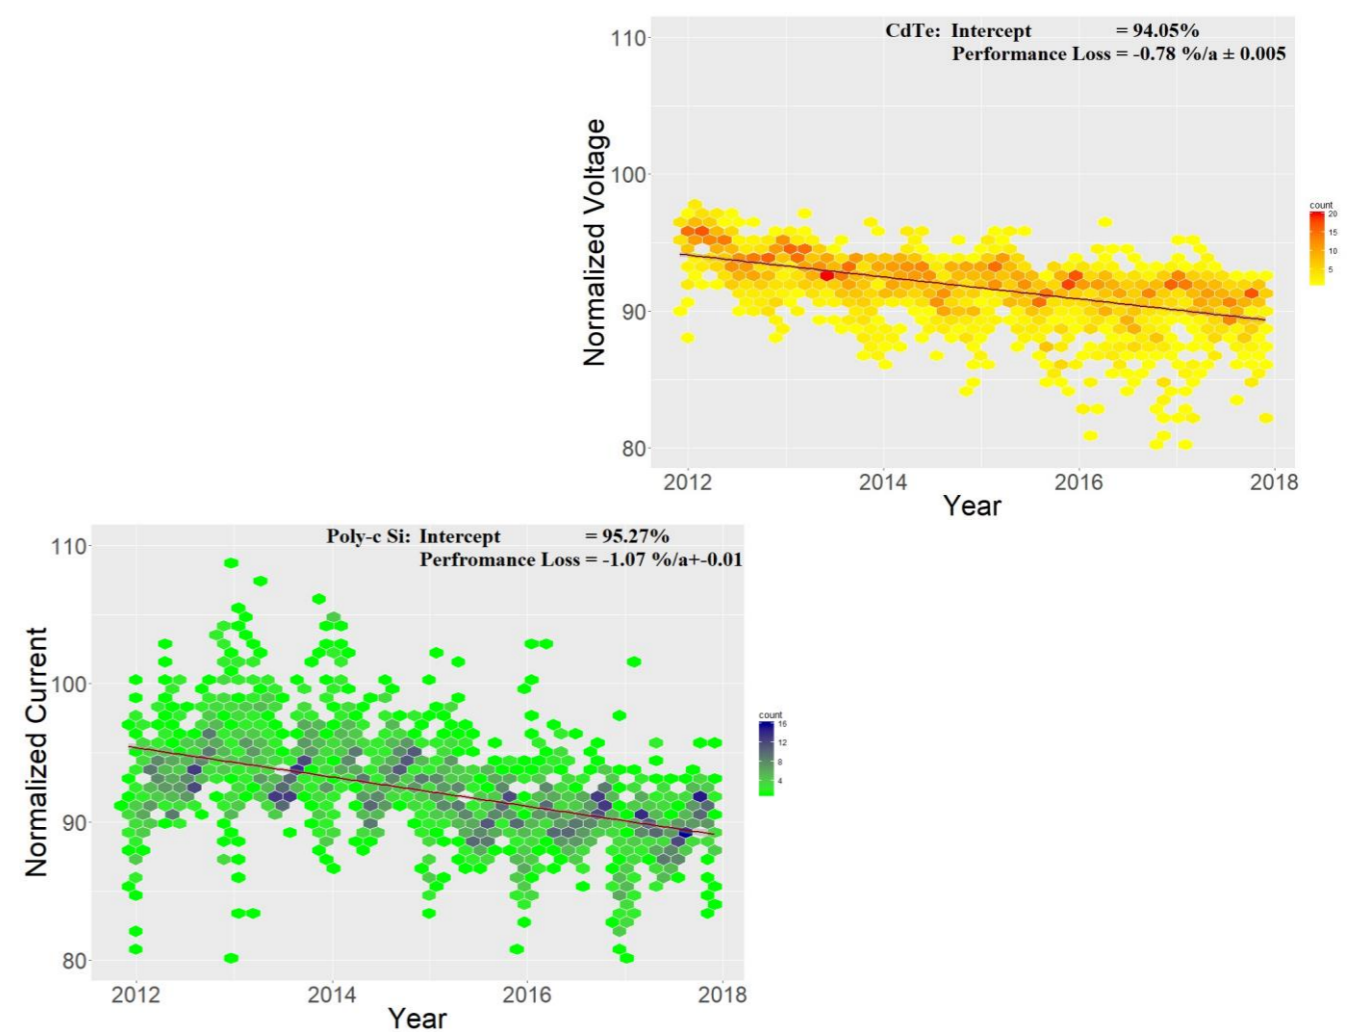 CdTe: Intercept = 94.05%
Performance Loss = -0.78 %/a ± 0.005
110
100
90
80
Normalized Voltage
2012 2014 2016 2018
Year
count
20
15
10
5
Poly-c Si: Intercept = 95.27%
Perfromance Loss = -1.07 %/a+-0.01
110
100
90
80
Normalized Current
2012 2014 2016 2018
Year
count
16
12
8
4